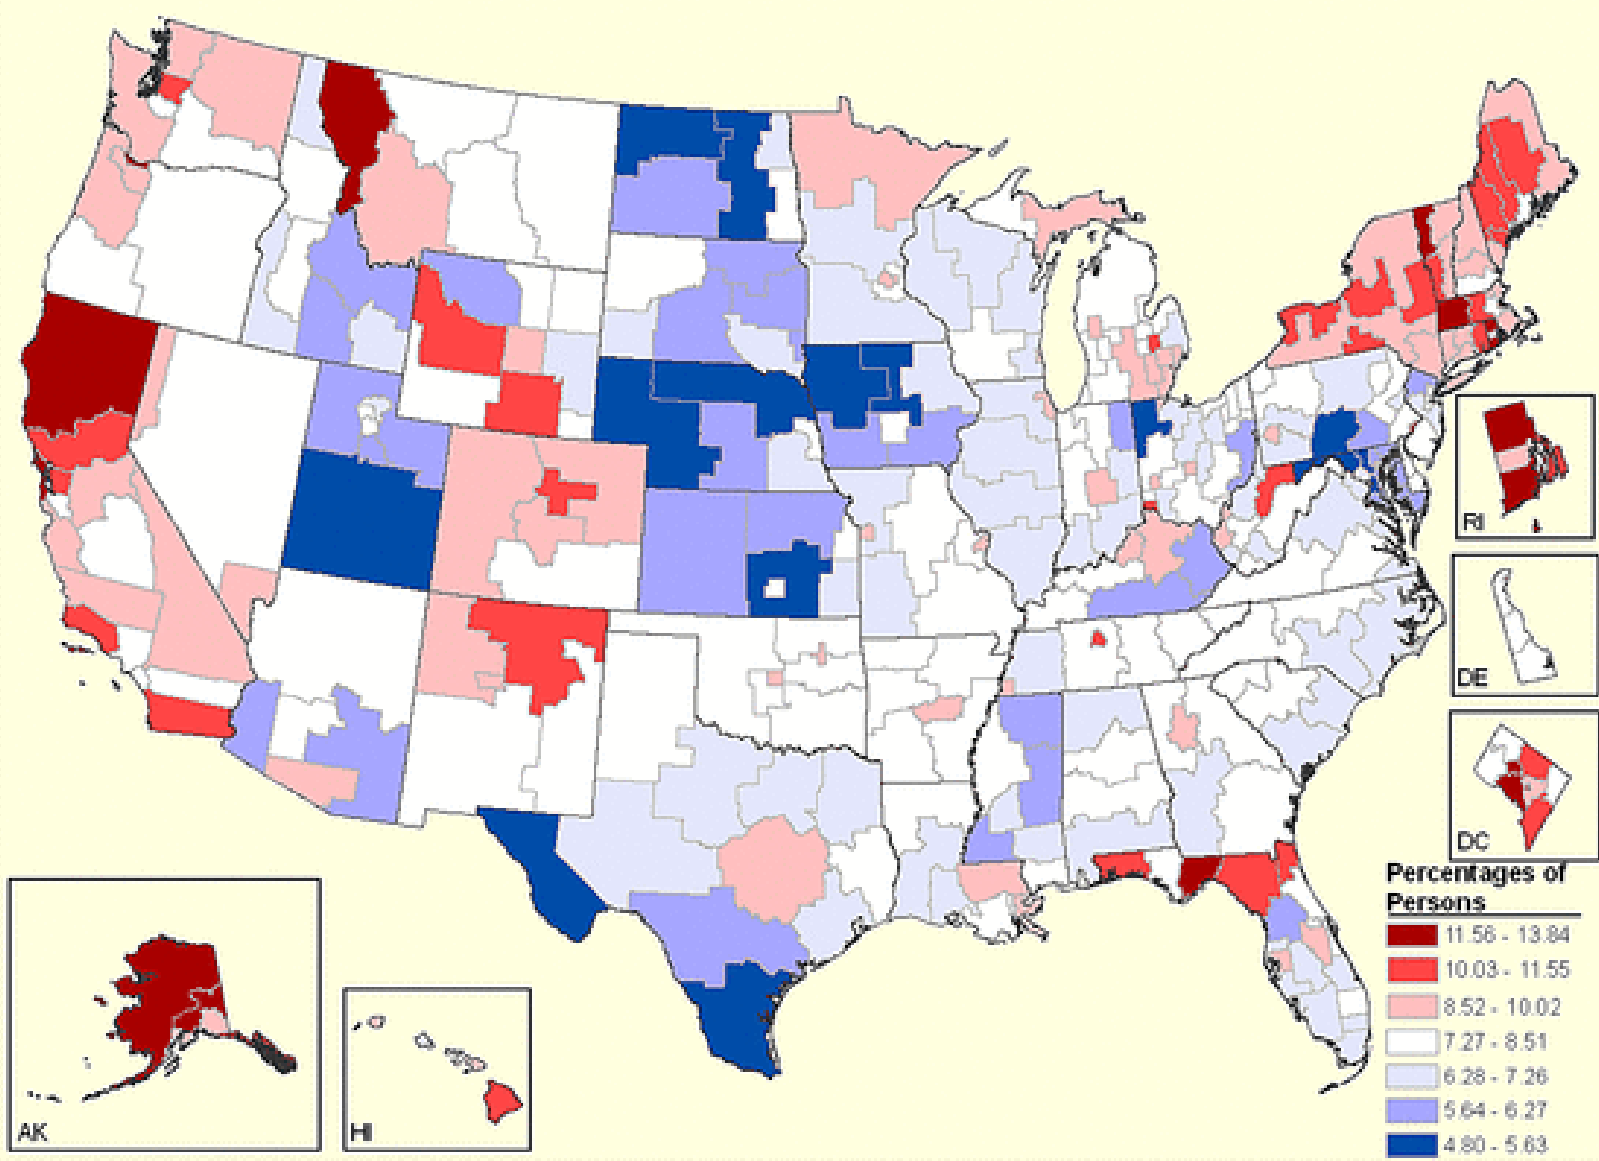 RI
DE
DC
Percentages of
Persons
11.56 - 13.84
10.03 - 11.55
8.52 - 10.02
7.27 - 8.51
6.28 - 7.26
5.64 - 6.27
4.80 - 5.63
AK
HI